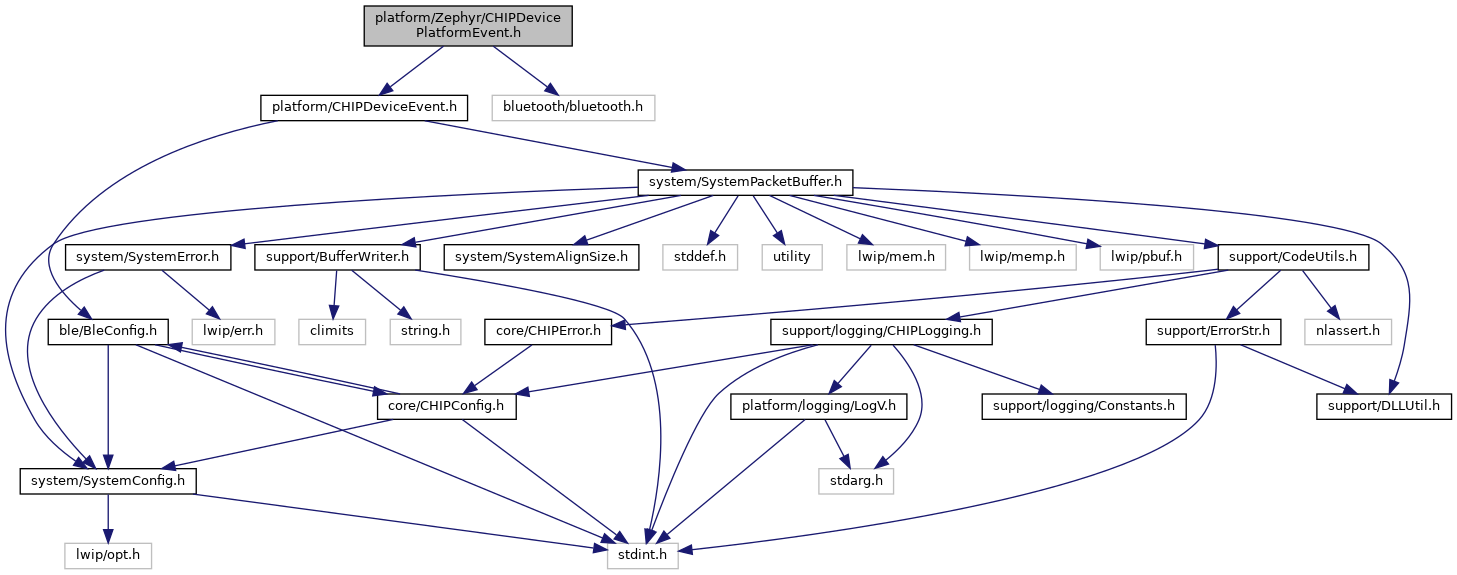 platform/Zephyr/CHIPDevice
PlatformEvent.h
platform/CHIPDeviceEvent.h
bluetooth/bluetooth.h
system/SystemPacketBuffer.h
system/SystemError.h
support/BufferWriter.h
system/SystemAlignSize.h
stddef.h
utility
lwip/mem.h
lwip/memp.h
lwip/pbuf.h
support/CodeUtils.h
ble/BleConfig.h
lwip/err.h
climits
string.h
core/CHIPError.h
support/logging/CHIPLogging.h
support/ErrorStr.h
nlassert.h
core/CHIPConfig.h
platform/logging/LogV.h
support/logging/Constants.h
support/DLLUtil.h
system/SystemConfig.h
stdarg.h
lwip/opt.h
stdint.h